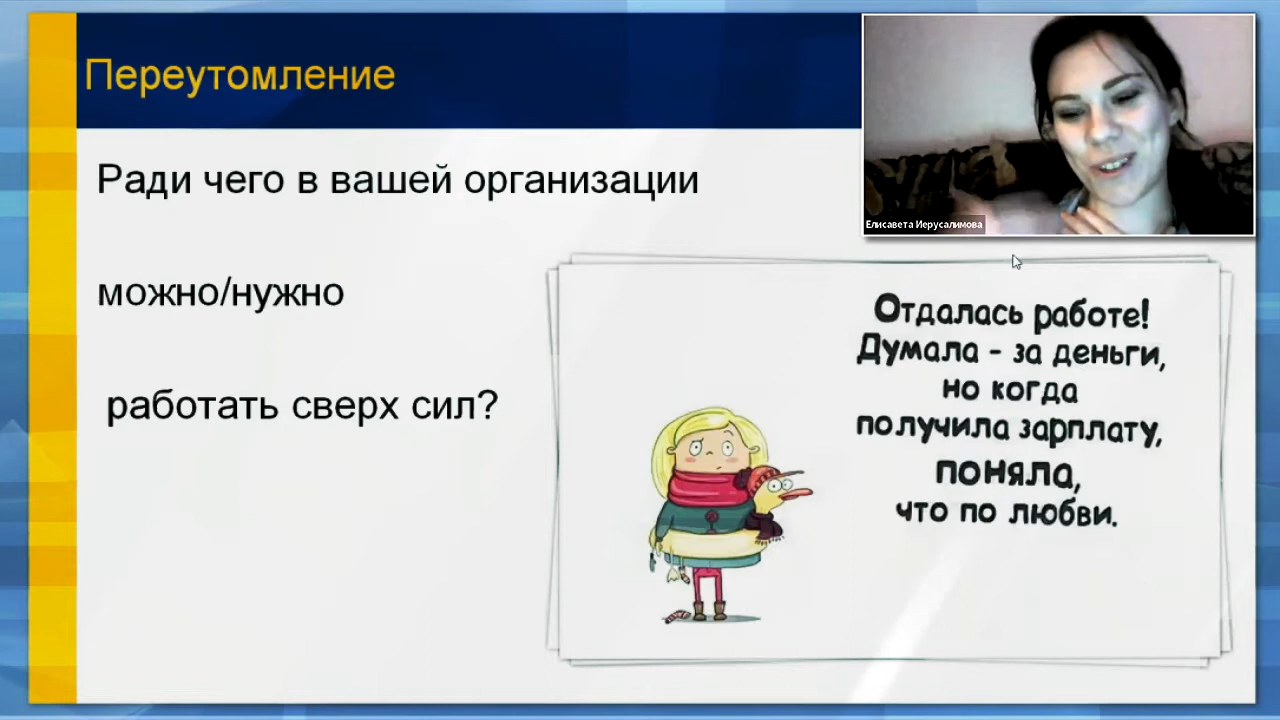 Переутомление
Ради чего в вашей организации
можно/нужно
работать сверх сил?
Елисавета Иерусалимова
Отдалась работе!
Думала - за деньги,
но когда
получила зарплату,
поняла,
что по любви.